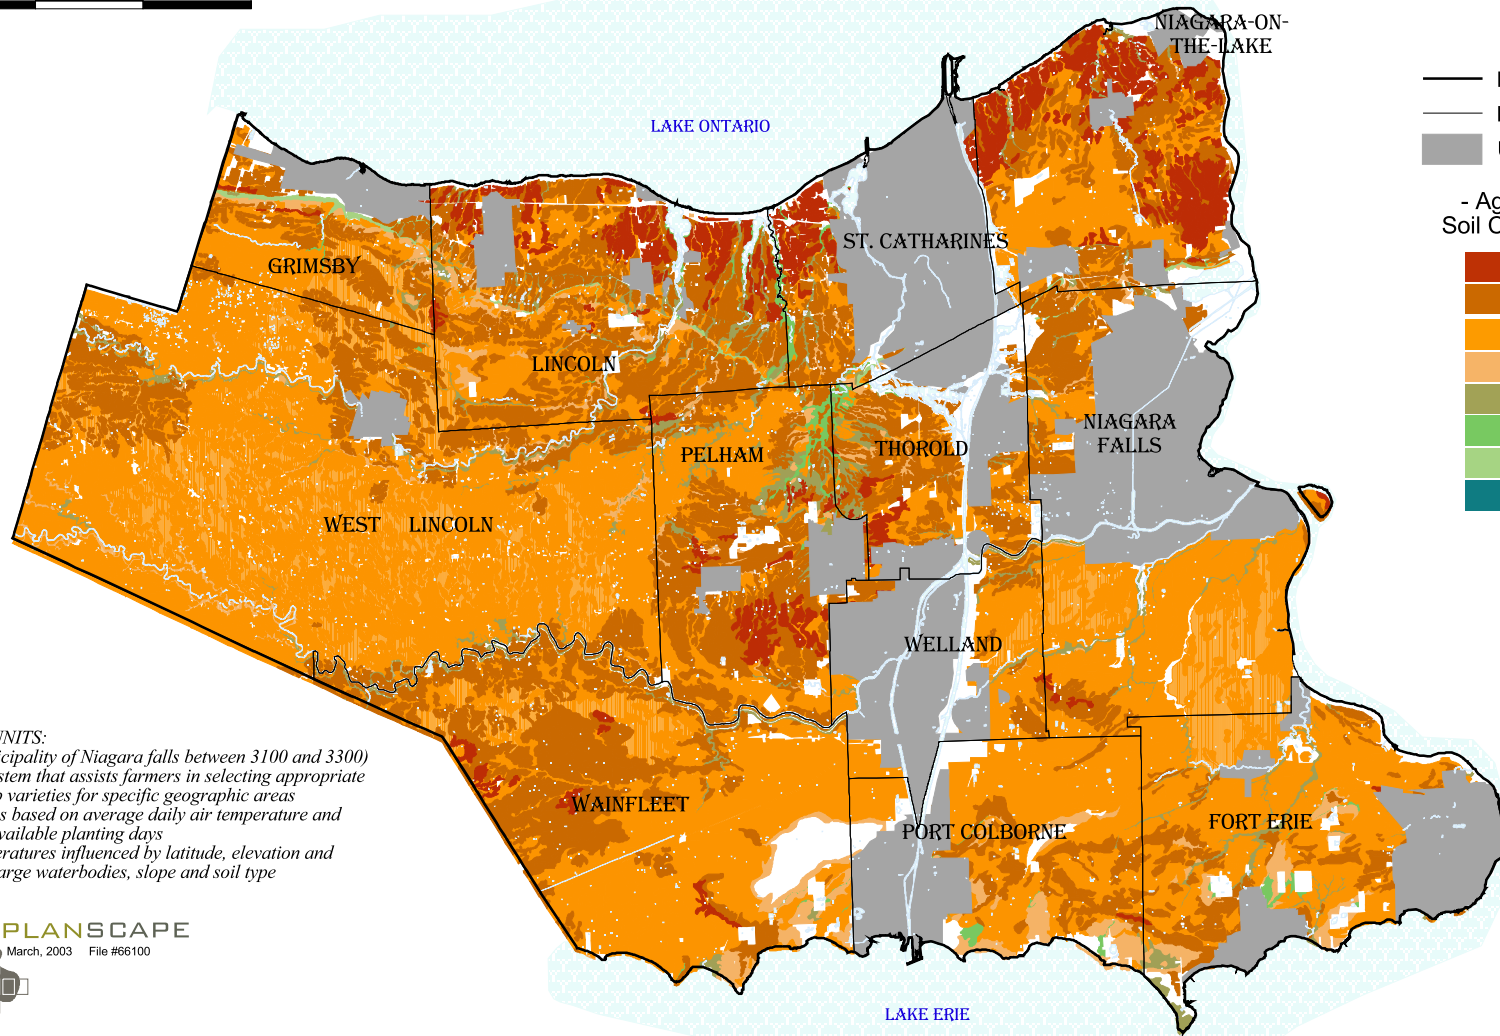 NIAGARA-ON-
THE-LAKE
LAKE ONTARIO
- Ag
Soil C
ST. CATHARINES
GRIMSBY
LINCOLN
NIAGARA
FALLS
PELHAM
THOROLD
WEST LINCOLN
WELLAND
WAINFLEET
PORT COLBORNE
FORT ERIE
NITS:
cipality of Niagara falls between 3100 and 3300)
stem that assists farmers in selecting appropriate
varieties for specific geographic areas
s based on average daily air temperature and
vailable planting days
eratures influenced by latitude, elevation and
arge waterbodies, slope and soil type
PLANSCAPE
March, 2003 File #66100
LAKE ERIE